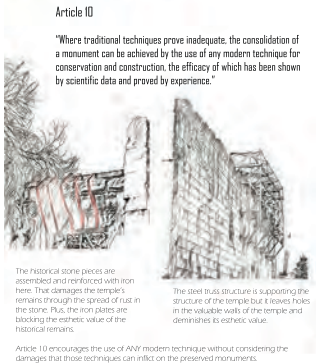 Article 10
"Where traditional techniques prove inadequate, the consolidation of
a monument can be achieved by the use of any modern technique for
conservation and construction, the efficacy of which has been shown
by scientific data and proved by experience."
The historical stone pieces are
assembled and reinforced with iron
here. That damages the temple's
remains through the spread of rust in
the stone. Plus, the iron plates are
blocking the esthetic value of the
historical remains.
The steel truss structure is supporting the
structure of the temple but it leaves holes
in the valuable walls of the temple and
deminishes its esthetic value.
Article 10 encourages the use of ANY modern technique without considering the
damages that those techniques can inflict on the preserved monuments.